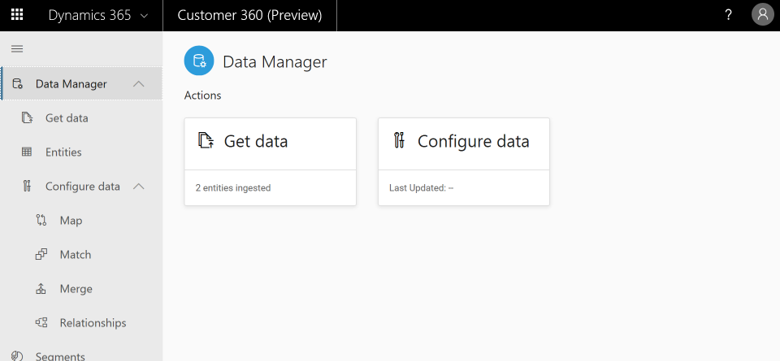 Dynamics 365
Customer 360 (Preview)
?
Data Manager
Get data
Entities
Configure data
Map
Match
Merge
Relationships
Segments
Data Manager
Actions
Get data
2 entities ingested
Configure data
Last Updated: --